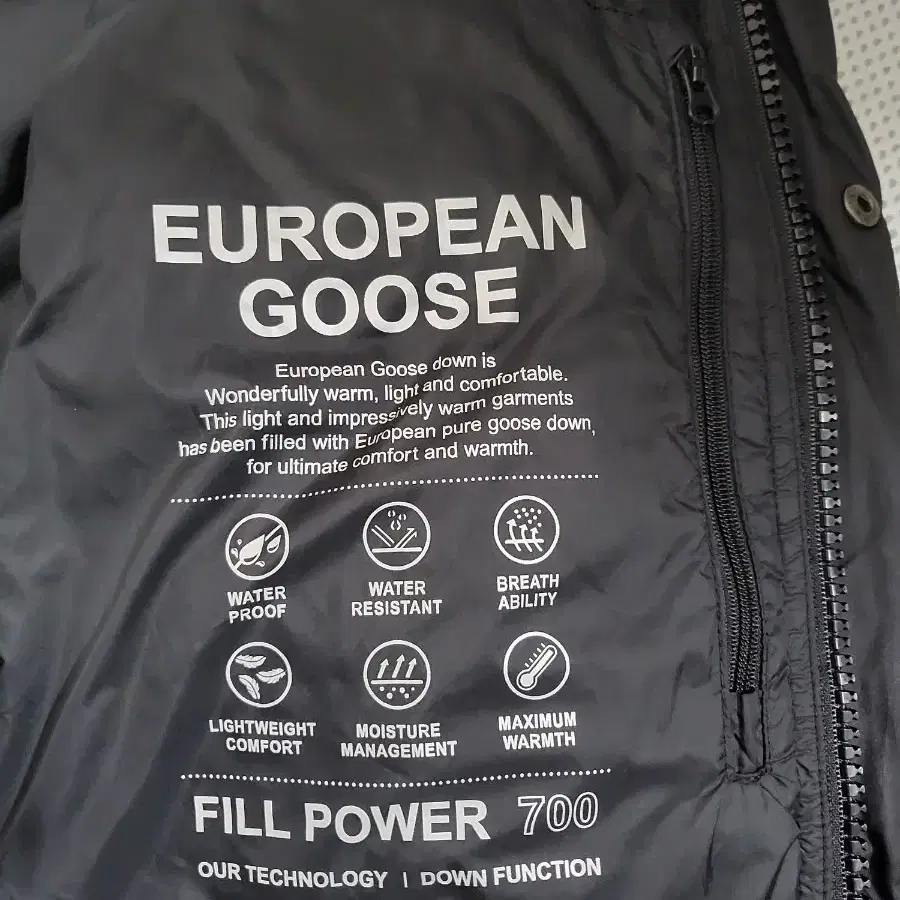 EUROPEAN
GOOSE
European Goose down is
Wonderfully warm, light and comfortable.
This light and impressively warm garments
has been filled with European pure goose down,
for ultimate comfort and warmth.
WATER
PROOF
WATER
RESISTANT
BREATH
ABILITY
LIGHTWEIGHT
COMFORT
MOISTURE
MANAGEMENT
MAXIMUM
WARMTH
FILL POWER 700
OUR TECHNOLOGY | DOWN FUNCTION